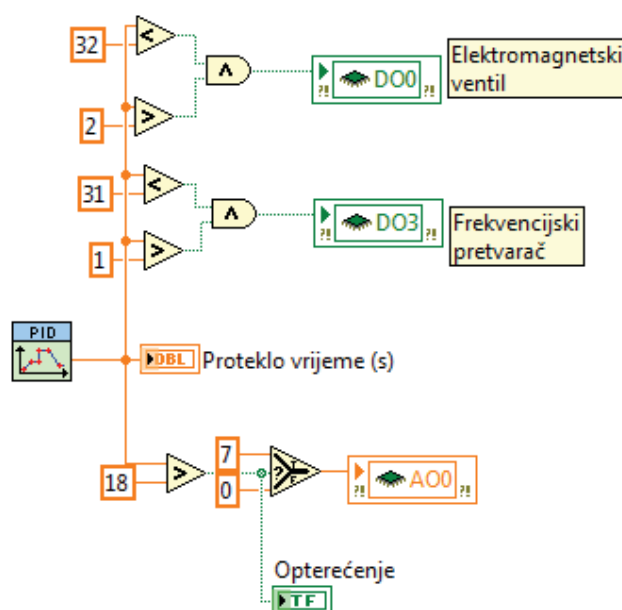 32
<
∧
DO0
?!
?!
Elektromagnetski
ventil
2
>
31
<
∧
DO3
?!
?!
Frekvencijski
pretvarač
1
>
PID
DBL
Proteklo vrijeme (s)
18
>
7
0
?
T
F
AO0
?!
?!
Opterećenje
TF